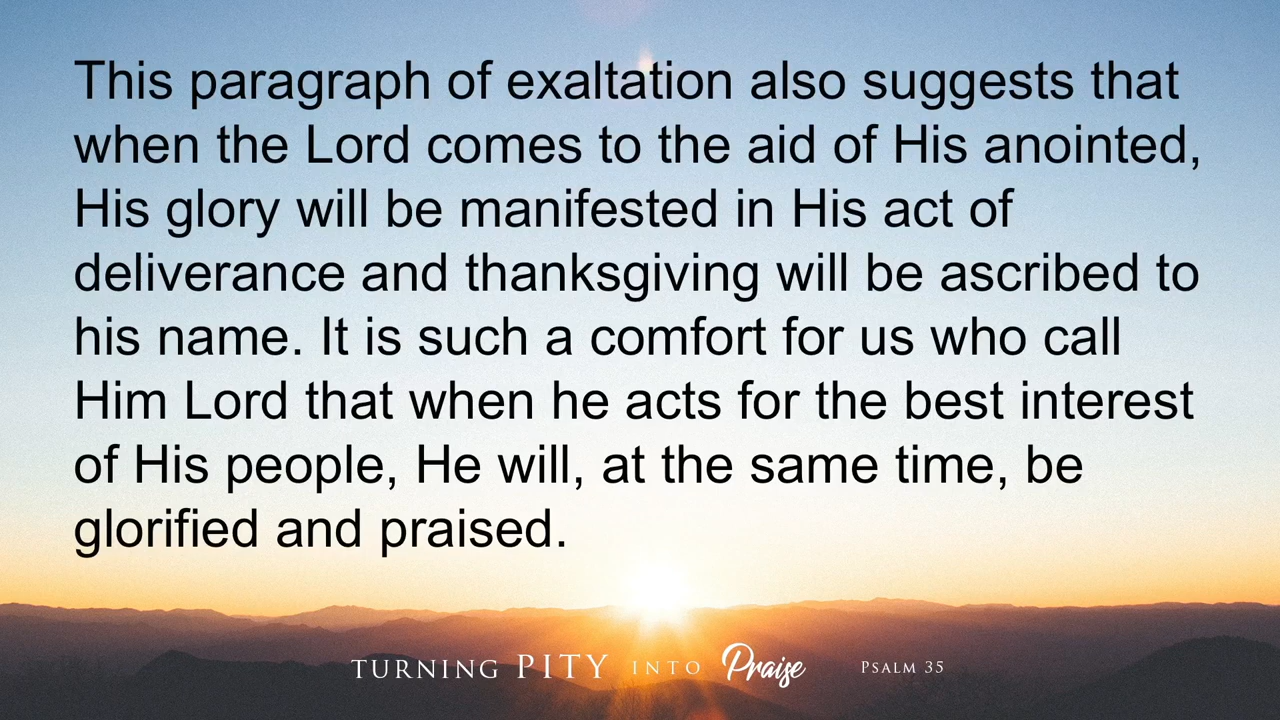 This paragraph of exaltation also suggests that
when the Lord comes to the aid of His anointed,
His glory will be manifested in His act of
deliverance and thanksgiving will be ascribed to
his name. It is such a comfort for us who call
Him Lord that when he acts for the best interest
of His people, He will, at the same time, be
glorified and praised.
TURNING PITY INTO Praise PSALM 35